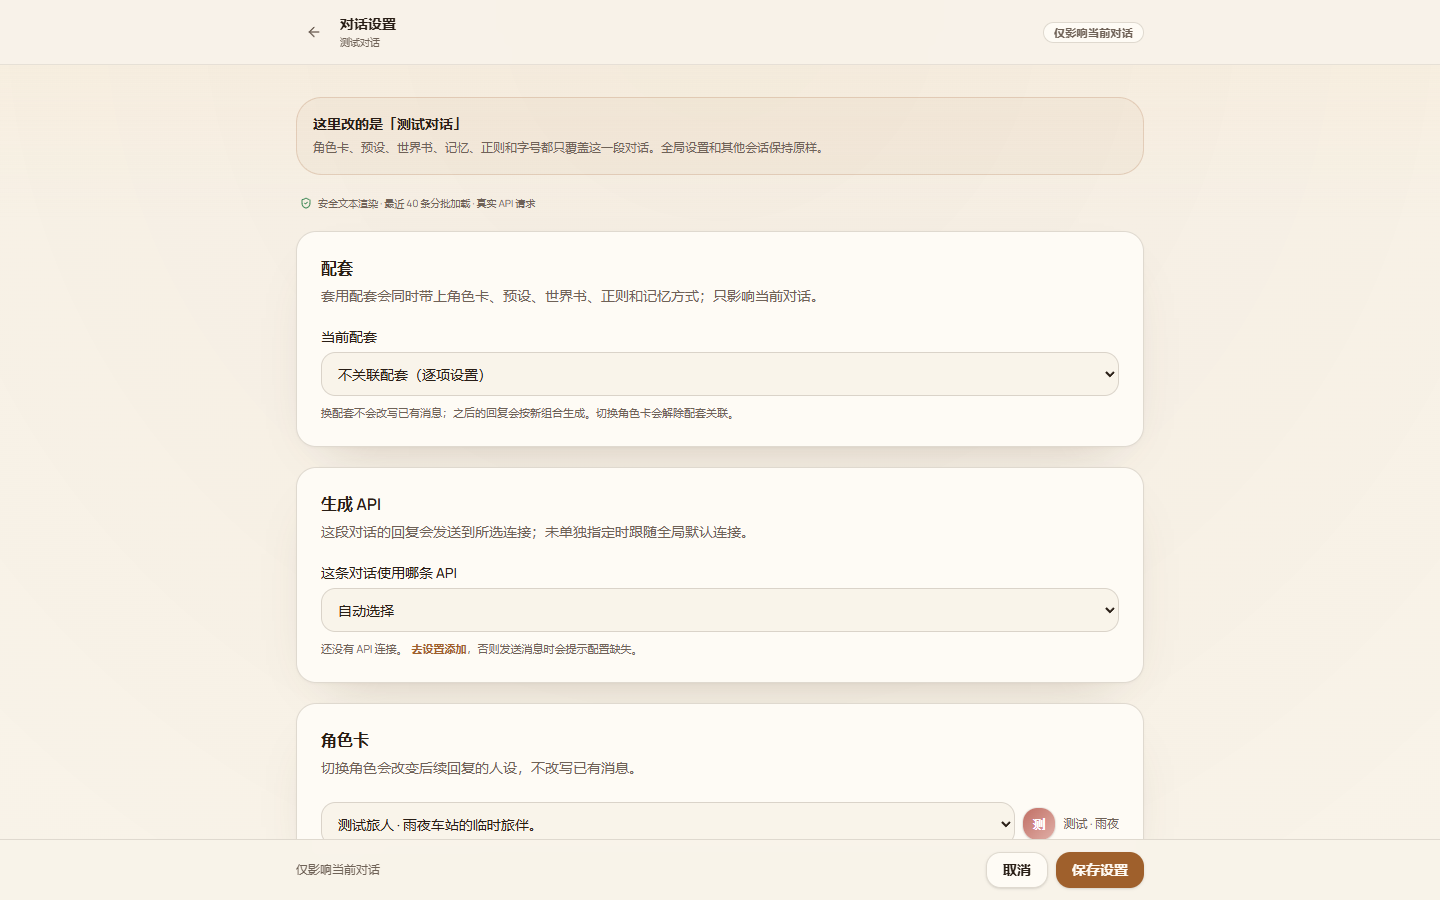 对话设置
测试对话
仅影响当前对话
这里改的是「测试对话」
角色卡、预设、世界书、记忆、正则和字号都只覆盖这一段对话。全局设置和其他会话保持原样。
安全文本渲染 · 最近 40 条分批加载 · 真实 API 请求
配套
套用配套会同时带上角色卡、预设、世界书、正则和记忆方式；只影响当前对话。
当前配套
不关联配套（逐项设置）
换配套不会改写已有消息；之后的回复会按新组合生成。切换角色卡会解除配套关联。
生成 API
这段对话的回复会发送到所选连接；未单独指定时跟随全局默认连接。
这条对话使用哪条 API
自动选择
还没有 API 连接。 去设置添加，否则发送消息时会提示配置缺失。
角色卡
切换角色会改变后续回复的人设，不改写已有消息。
测试旅人 · 雨夜车站的临时旅伴。
测 测试 · 雨夜
仅影响当前对话
取消 保存设置